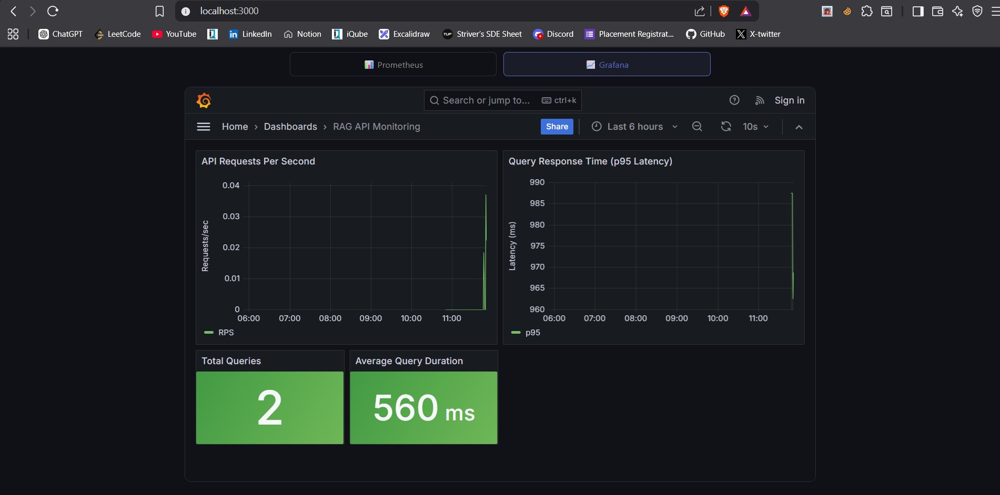 localhost:3000
ChatGPT LeetCode YouTube LinkedIn Notion iQube Excalidraw Striver's SDE Sheet Discord Placement Registrat... GitHub X-twitter
Prometheus Grafana
Search or jump to... ctrl+k Sign in
Home › Dashboards › RAG API Monitoring Share Last 6 hours 10s
API Requests Per Second
Requests/sec
0.04
0.03
0.02
0.01
0
06:00 07:00 08:00 09:00 10:00 11:00
RPS
Query Response Time (p95 Latency)
Latency (ms)
990
985
980
975
970
965
960
06:00 07:00 08:00 09:00 10:00 11:00
p95
Total Queries
2
Average Query Duration
560 ms